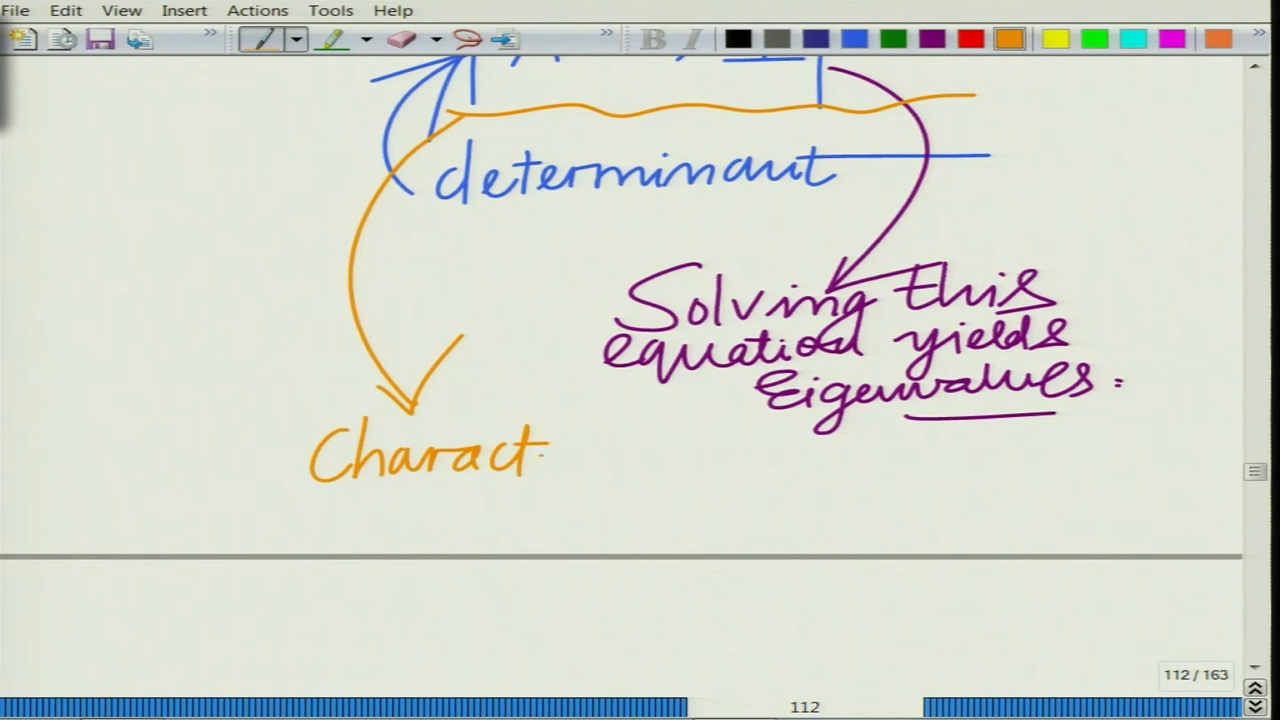 File Edit View Insert Actions Tools Help
B I
determinant
Solving this
equation yields
Eigenvalues.
Charact
112 / 163
112